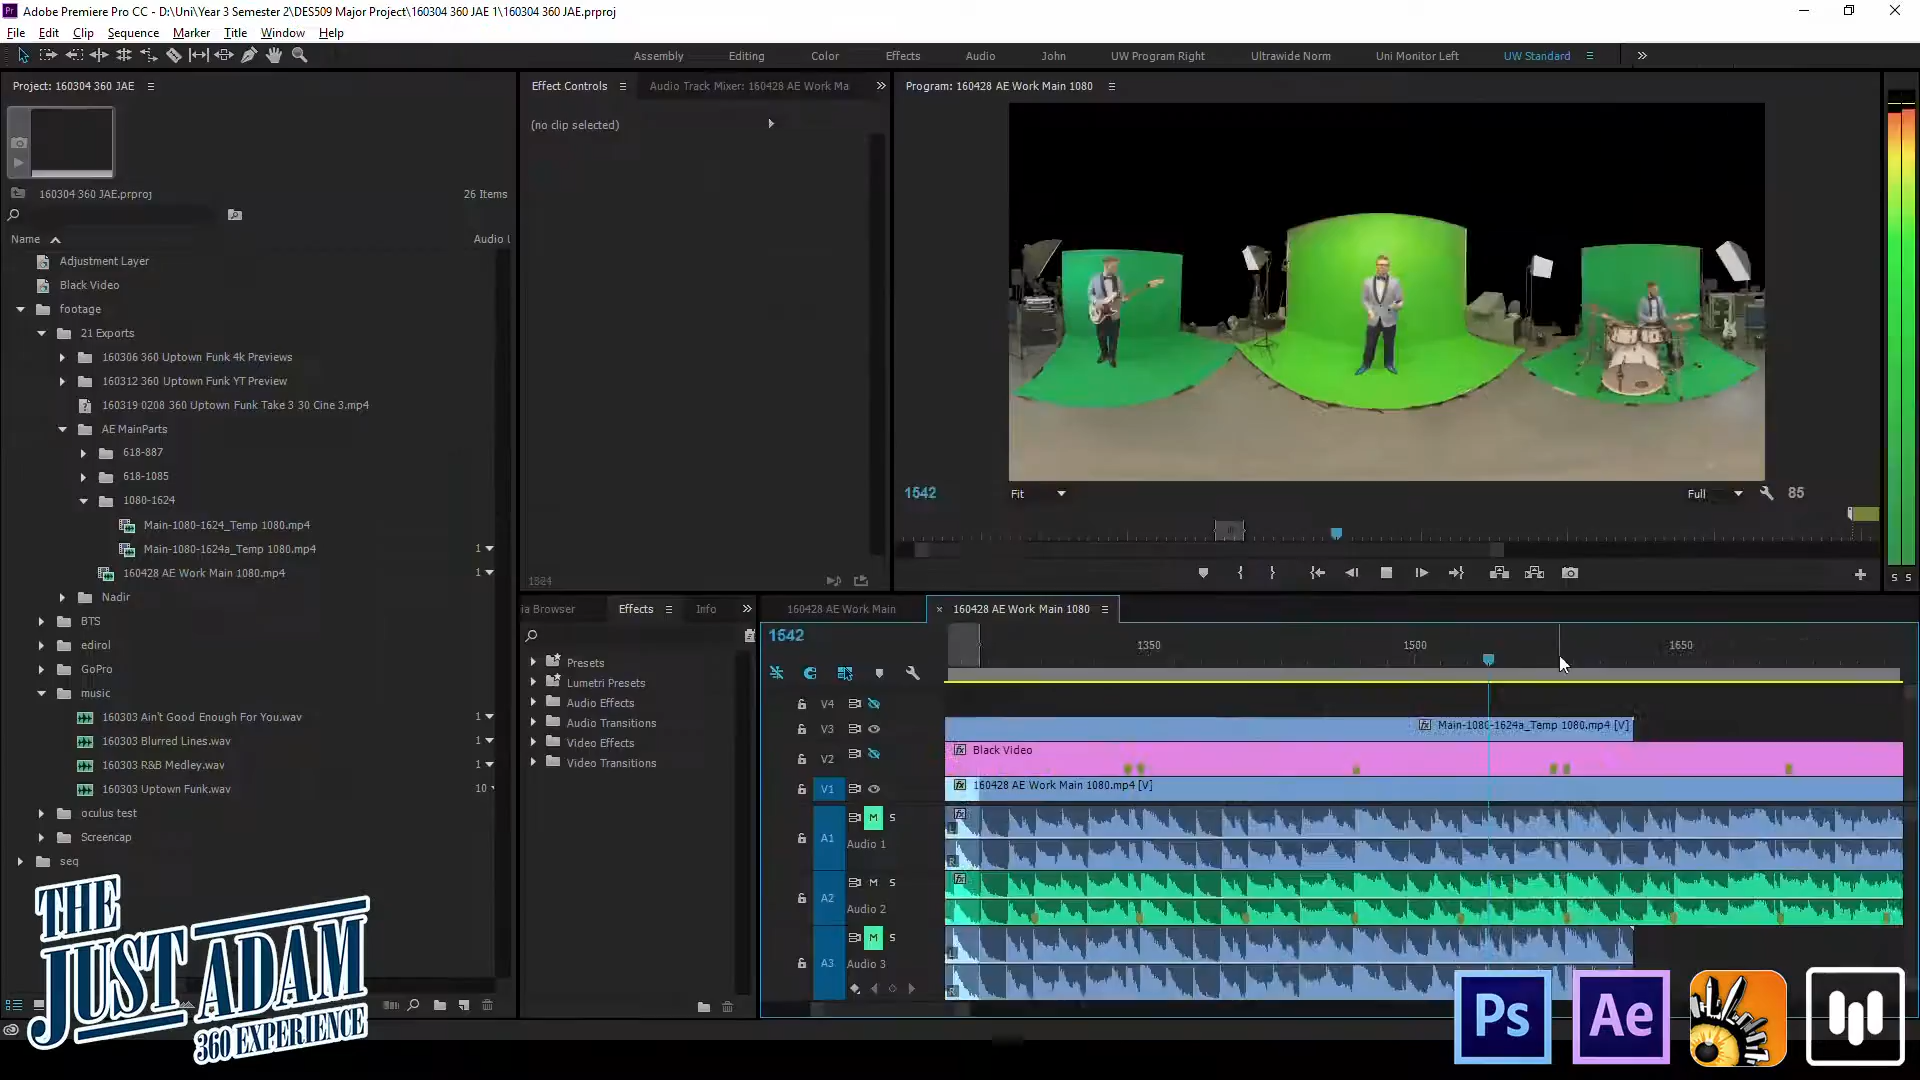 Adobe Premiere Pro CC - D:\Uni\Year 3 Semester 2\DES509 Major Project\160304 360 JAE 1\160304 360 JAE.prproj
File Edit Clip Sequence Marker Title Window Help
Assembly Editing Color Effects Audio John UW Program Right Ultrawide Norm Uni Monitor Left UW Standard
Project: 160304 360 JAE
160304 360 JAE.prproj 26 Items
Name Audio
Adjustment Layer
Black Video
footage
21 Exports
160306 360 Uptown Funk 4k Previews
160312 360 Uptown Funk YT Preview
160319 0208 360 Uptown Funk Take 3 30 Cine 3.mp4
AE MainParts
618-887
618-1085
1080-1624
Main-1080-1624_Temp 1080.mp4
Main-1080-1624a_Temp 1080.mp4 1
160428 AE Work Main 1080.mp4 1
Nadir
BTS
edirol
GoPro
music
160303 Ain't Good Enough For You.wav 1
160303 Blurred Lines.wav 1
160303 R&B Medley.wav 1
160303 Uptown Funk.wav 10
oculus test
Screencap
seq
Effect Controls Audio Track Mixer: 160428 AE Work Ma
(no clip selected)
Program: 160428 AE Work Main 1080
1542 Fit Full 85
ia Browser Effects Info
Presets
Lumetri Presets
Audio Effects
Audio Transitions
Video Effects
Video Transitions
160428 AE Work Main × 160428 AE Work Main 1080
1542
1350 1500 1650
V4
V3 Main-1080-1624a_Temp 1080.mp4 [V]
V2 Black Video
V1 160428 AE Work Main 1080.mp4 [V]
A1 M S
Audio 1
A2 M S
Audio 2
A3 M S
Audio 3
S S
THE
JUST ADAM
360 EXPERIENCE
Ps Ae